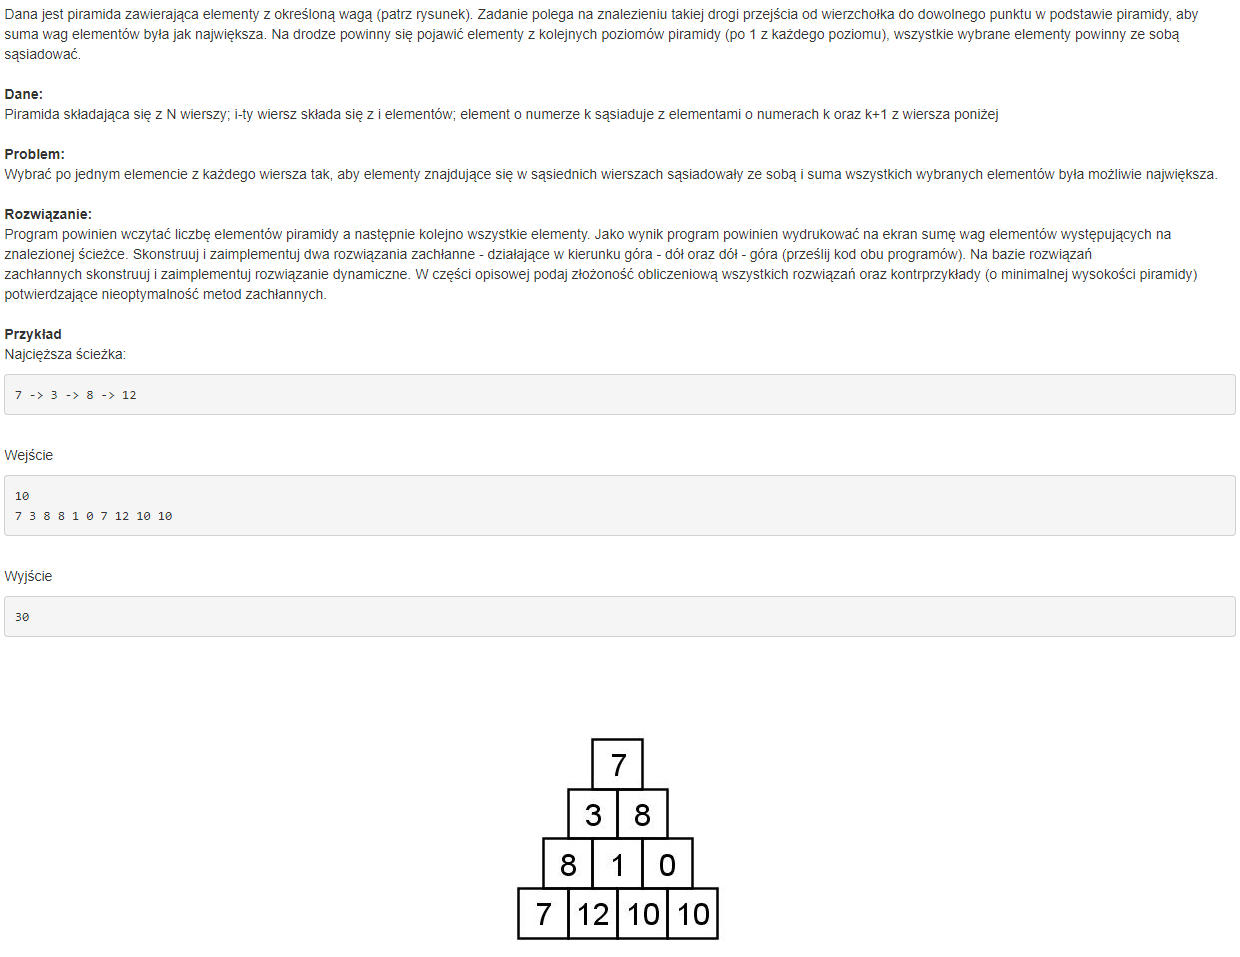 Dana jest piramida zawierająca elementy z określoną wagą (patrz rysunek). Zadanie polega na znalezieniu takiej drogi przejścia od wierzchołka do dowolnego punktu w podstawie piramidy, aby
suma wag elementów była jak największa. Na drodze powinny się pojawić elementy z kolejnych poziomów piramidy (po 1 z każdego poziomu), wszystkie wybrane elementy powinny ze sobą
sąsiadować.
Dane:
Piramida składająca się z N wierszy; i-ty wiersz składa się z i elementów; element o numerze k sąsiaduje z elementami o numerach k oraz k+1 z wiersza poniżej
Problem:
Wybrać po jednym elemencie z każdego wiersza tak, aby elementy znajdujące się w sąsiednich wierszach sąsiadowały ze sobą i suma wszystkich wybranych elementów była możliwie największa.
Rozwiązanie:
Program powinien wczytać liczbę elementów piramidy a następnie kolejno wszystkie elementy. Jako wynik program powinien wydrukować na ekran sumę wag elementów występujących na
znalezionej ścieżce. Skonstruuj i zaimplementuj dwa rozwiązania zachłanne - działające w kierunku góra - dół oraz dół - góra (prześlij kod obu programów). Na bazie rozwiązań
zachłannych skonstruuj i zaimplementuj rozwiązanie dynamiczne. W części opisowej podaj złożoność obliczeniową wszystkich rozwiązań oraz kontrprzykłady (o minimalnej wysokości piramidy)
potwierdzające nieoptymalność metod zachłannych.
Przykład
Najcięższa ścieżka:
7 -> 3 -> 8 -> 12
Wejście
10
7 3 8 8 1 0 7 12 10 10
Wyjście
30
7
3 8
8 1 0
7 12 10 10